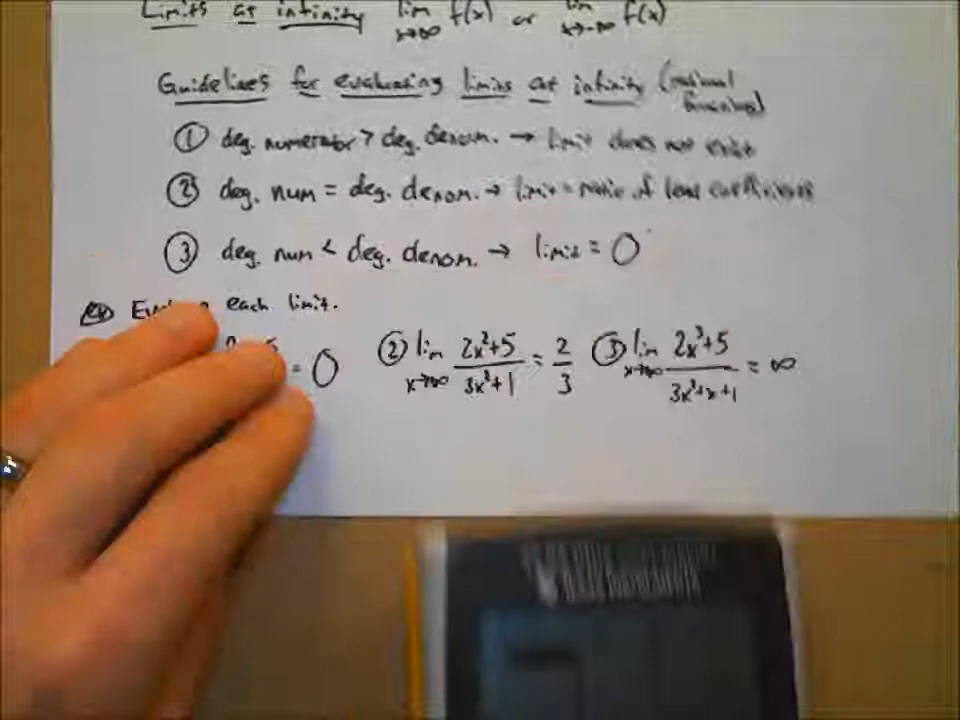 Limits at infinity lim x→∞ f(x) or lim x→-∞ f(x)
Guidelines for evaluating limits at infinity (rational functions)
① deg. numerator > deg. denom. → limit does not exist
② deg. num = deg. denom. → limit = ratio of lead coefficients
③ deg. num < deg. denom. → limit = 0
ex Evaluate each limit.
= 0 ② lim x→∞ (2x²+5)/(3x²+1) = 2/3 ③ lim x→∞ (2x³+5)/(3x²+x+1) = ∞
TEXAS INSTRUMENTS